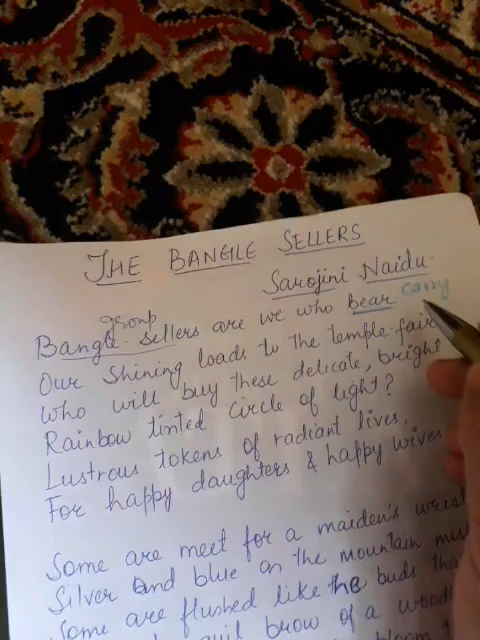 THE BANGLE SELLERS
Sarojini Naidu.
group
Bangle sellers are we who bear carry
Our Shining loads to the temple-fair
Who will buy these delicate, bright
Rainbow tinted circle of light?
Lustrous tokens of radiant lives,
For happy daughters & happy wives
Some are meet for a maiden's wrist
Silver and blue as the mountain
Some are flushed like the buds
brow of a
bloom